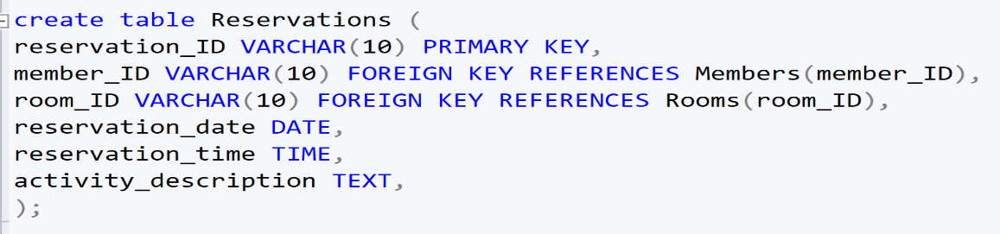 create table Reservations (
reservation_ID VARCHAR(10) PRIMARY KEY,
member_ID VARCHAR(10) FOREIGN KEY REFERENCES Members(member_ID),
room_ID VARCHAR(10) FOREIGN KEY REFERENCES Rooms(room_ID),
reservation_date DATE,
reservation_time TIME,
activity_description TEXT,
);